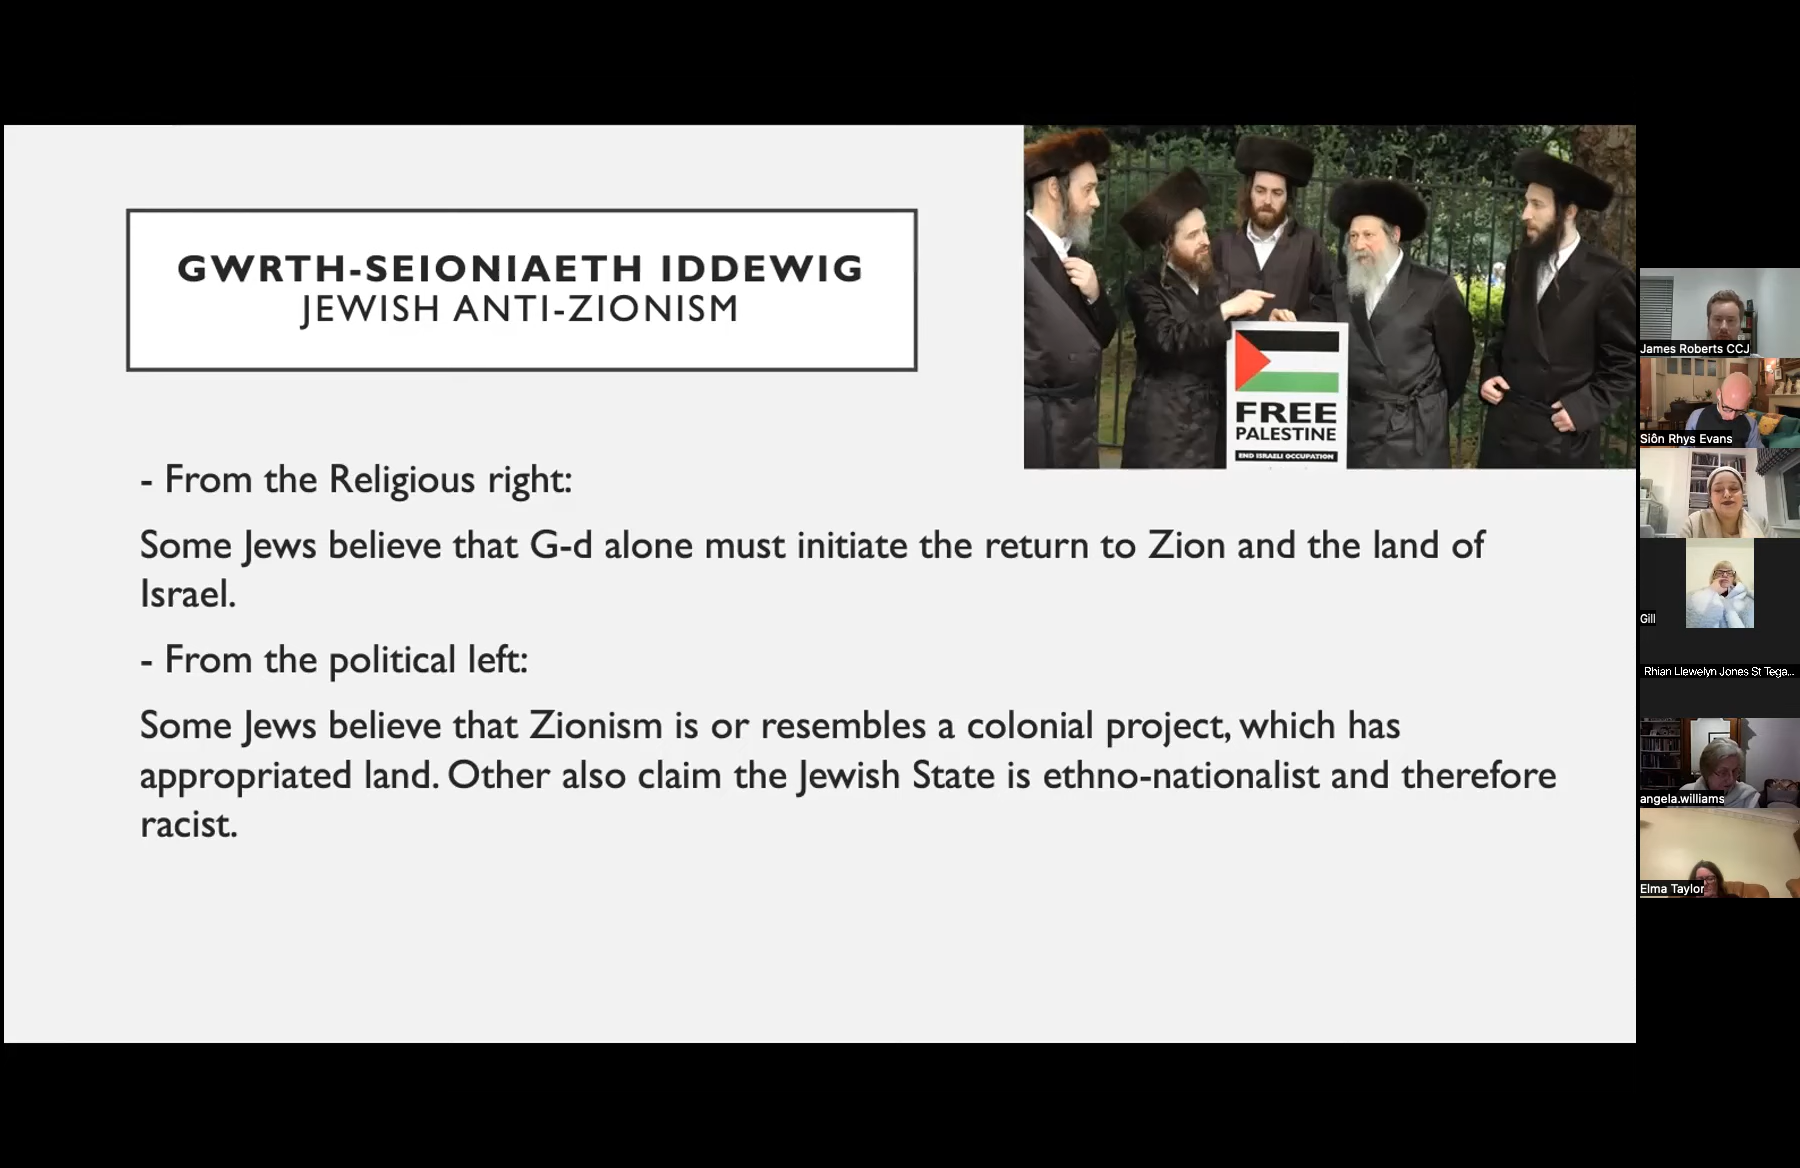 GWRTH-SEIONIAETH IDDEWIG
JEWISH ANTI-ZIONISM
FREE
PALESTINE
END ISRAELI OCCUPATION
- From the Religious right:
Some Jews believe that G-d alone must initiate the return to Zion and the land of
Israel.
- From the political left:
Some Jews believe that Zionism is or resembles a colonial project, which has
appropriated land. Other also claim the Jewish State is ethno-nationalist and therefore
racist.
James Roberts CCJ
Siôn Rhys Evans
Gill
Rhian Llewelyn Jones St Tega...
angela.williams
Elma Taylor